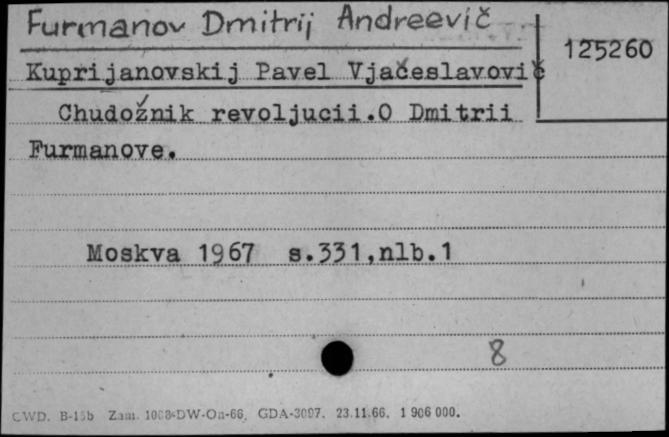 Furmanov Dmitrij Andreevič
125260
Kuprijanovskij Pavel Vjačeslavovič
Chudožnik revoljucii.O Dmitrii
Furmanove.
Moskva 1967 s.331,nlb.1
8
CWD. B-15b Zam. 1008-DW-On-66, GDA-3097. 23.11.66. 1 906 000.